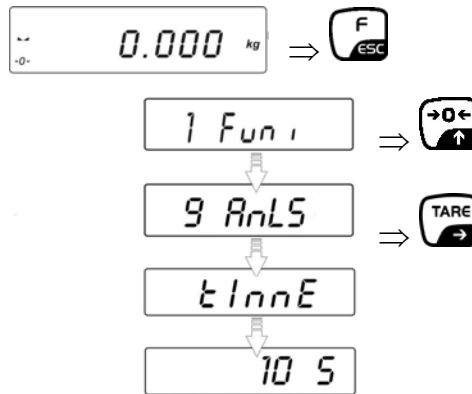 -0- 0.000 kg ⇒ F ESC
1 Funi ⇒ →0← ↑
9 AnLS ⇒ TARE →
tInnE
10 S